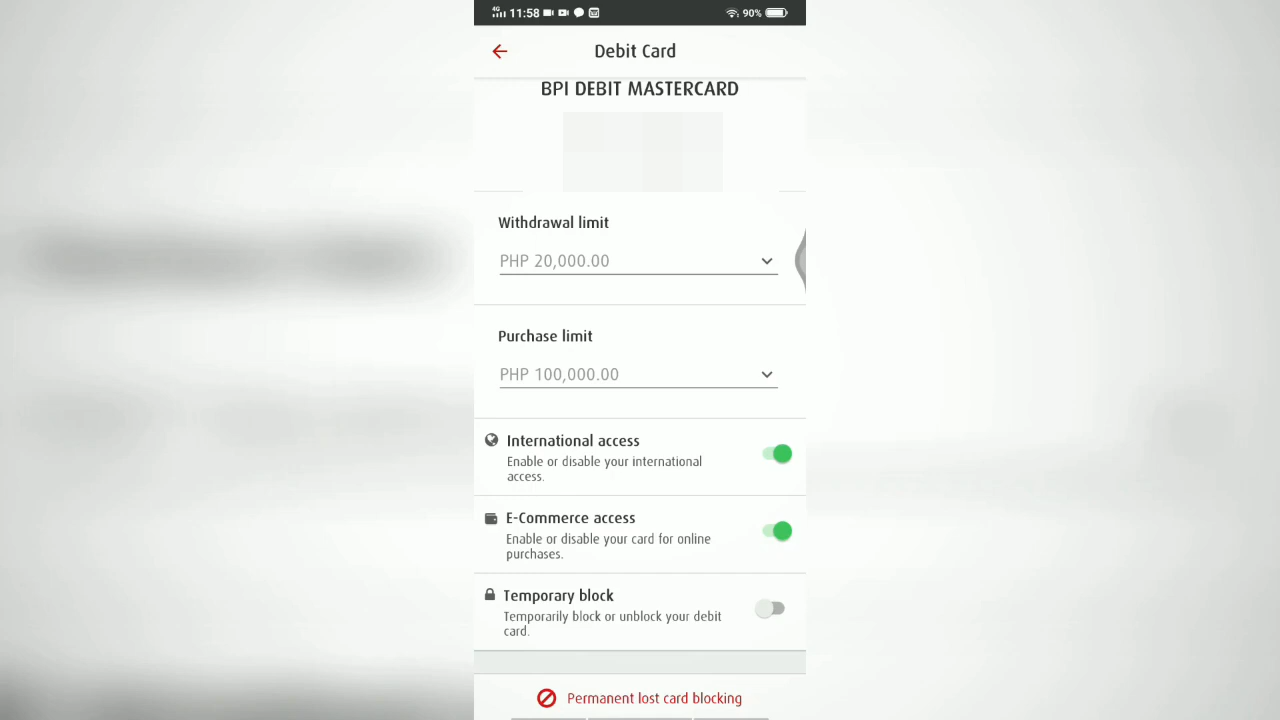 4G 11:58 90%
Debit Card
BPI DEBIT MASTERCARD
Withdrawal limit
PHP 20,000.00
Purchase limit
PHP 100,000.00
International access
Enable or disable your international
access.
E-Commerce access
Enable or disable your card for online
purchases.
Temporary block
Temporarily block or unblock your debit
card.
Permanent lost card blocking